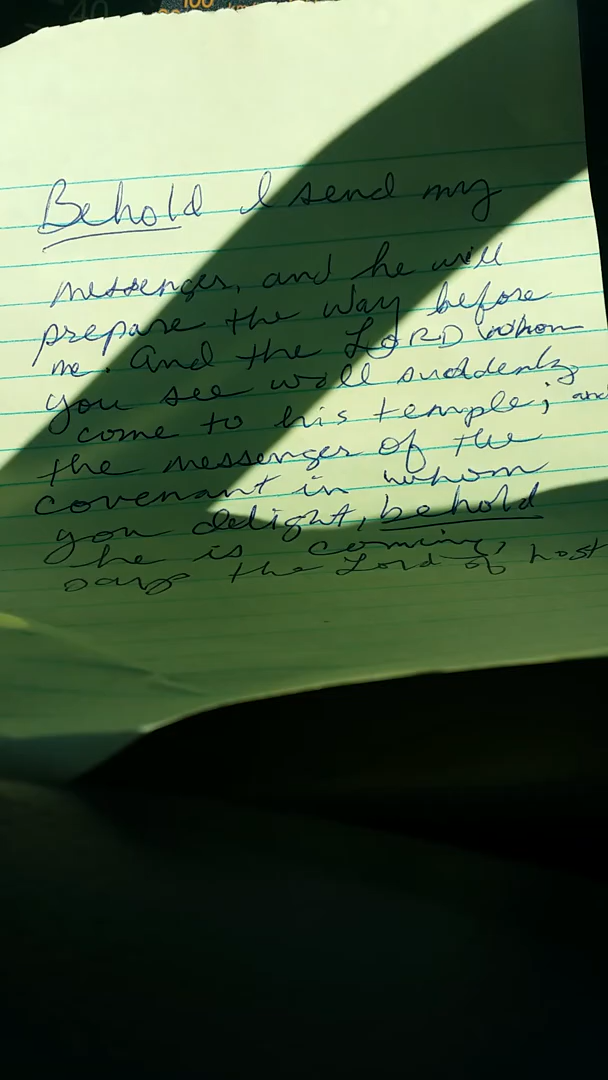 40 100
Behold I send my
messenger, and he will
prepare the way before
me. And the LORD whom
you see will suddenly
come to his temple; and
the messenger of the
covenant in whom
you delight, behold
he is coming,
says the Lord of host